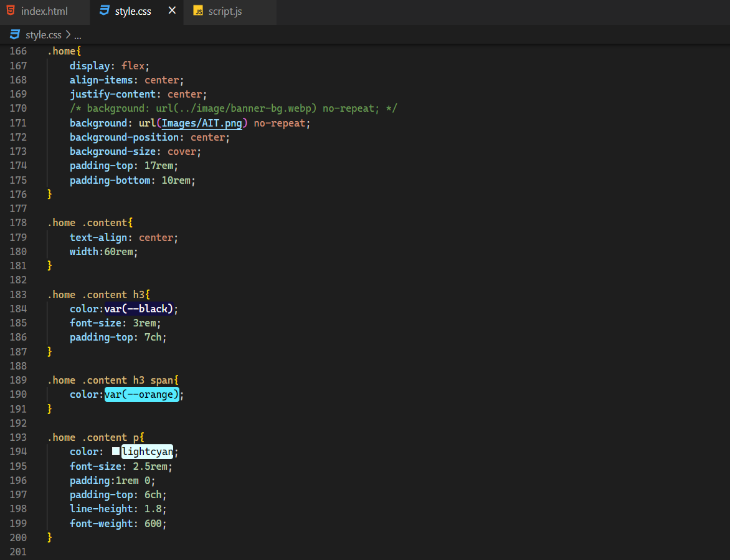 index.html style.css × script.js
style.css > ...
166 .home{
167 display: flex;
168 align-items: center;
169 justify-content: center;
170 /* background: url(../image/banner-bg.webp) no-repeat; */
171 background: url(Images/AIT.png) no-repeat;
172 background-position: center;
173 background-size: cover;
174 padding-top: 17rem;
175 padding-bottom: 10rem;
176 }
177
178 .home .content{
179 text-align: center;
180 width:60rem;
181 }
182
183 .home .content h3{
184 color:var(--black);
185 font-size: 3rem;
186 padding-top: 7ch;
187 }
188
189 .home .content h3 span{
190 color:var(--orange);
191 }
192
193 .home .content p{
194 color: lightcyan;
195 font-size: 2.5rem;
196 padding:1rem 0;
197 padding-top: 6ch;
198 line-height: 1.8;
199 font-weight: 600;
200 }
201